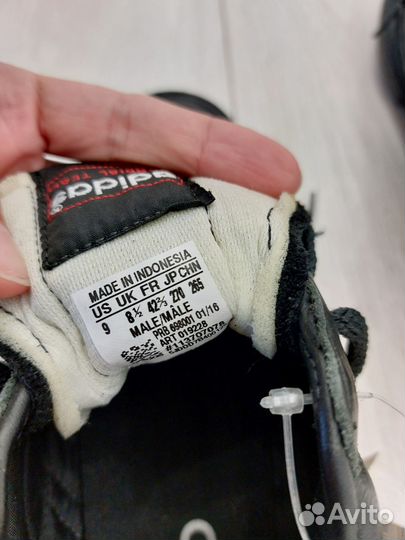 adidas
MADE IN INDONESIA
US UK FR JP CHN
9 8½ 42⅔ 270 265
MALE/MÂLE
PRB 698001 01/16
ART 019228
Avito